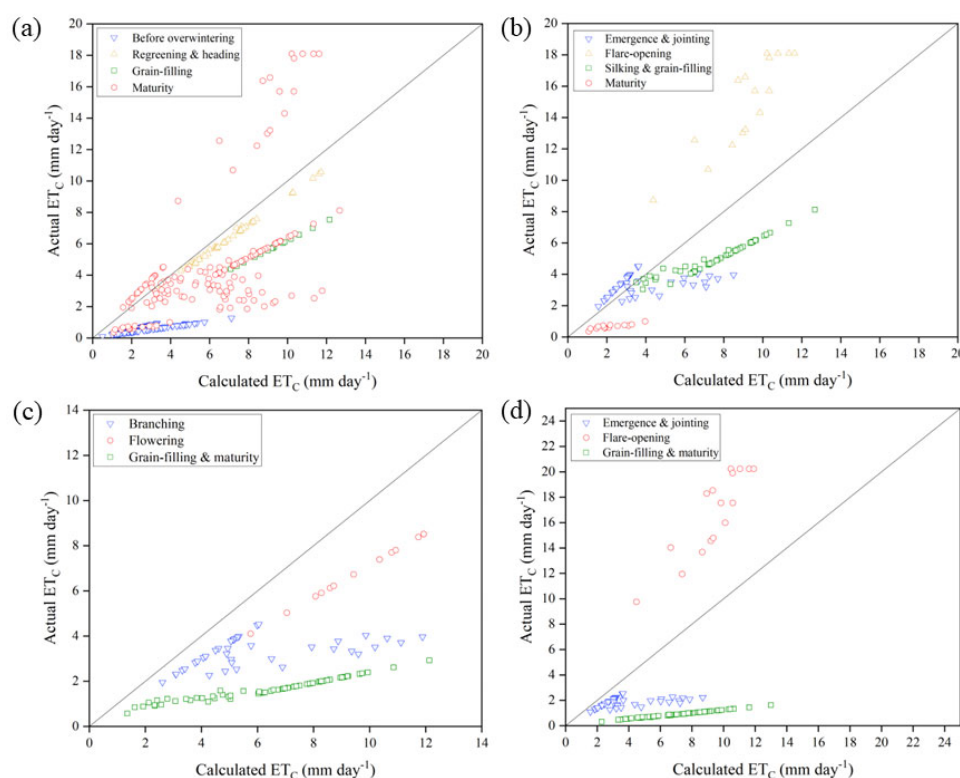 (a)
Before overwintering
Regreening & heading
Grain-filling
Maturity
20
18
16
14
12
10
8
6
4
2
0
0 2 4 6 8 10 12 14 16 18 20
Actual ET_C (mm day⁻¹)
Calculated ET_C (mm day⁻¹)
(b)
Emergence & jointing
Flare-opening
Silking & grain-filling
Maturity
20
18
16
14
12
10
8
6
4
2
0
0 2 4 6 8 10 12 14 16 18 20
Actual ET_C (mm day⁻¹)
Calculated ET_C (mm day⁻¹)
(c)
Branching
Flowering
Grain-filling & maturity
14
12
10
8
6
4
2
0
0 2 4 6 8 10 12 14
Actual ET_C (mm day⁻¹)
Calculated ET_C (mm day⁻¹)
(d)
Emergence & jointing
Flare-opening
Grain-filling & maturity
24
22
20
18
16
14
12
10
8
6
4
2
0
0 2 4 6 8 10 12 14 16 18 20 22 24
Actual ET_C (mm day⁻¹)
Calculated ET_C (mm day⁻¹)